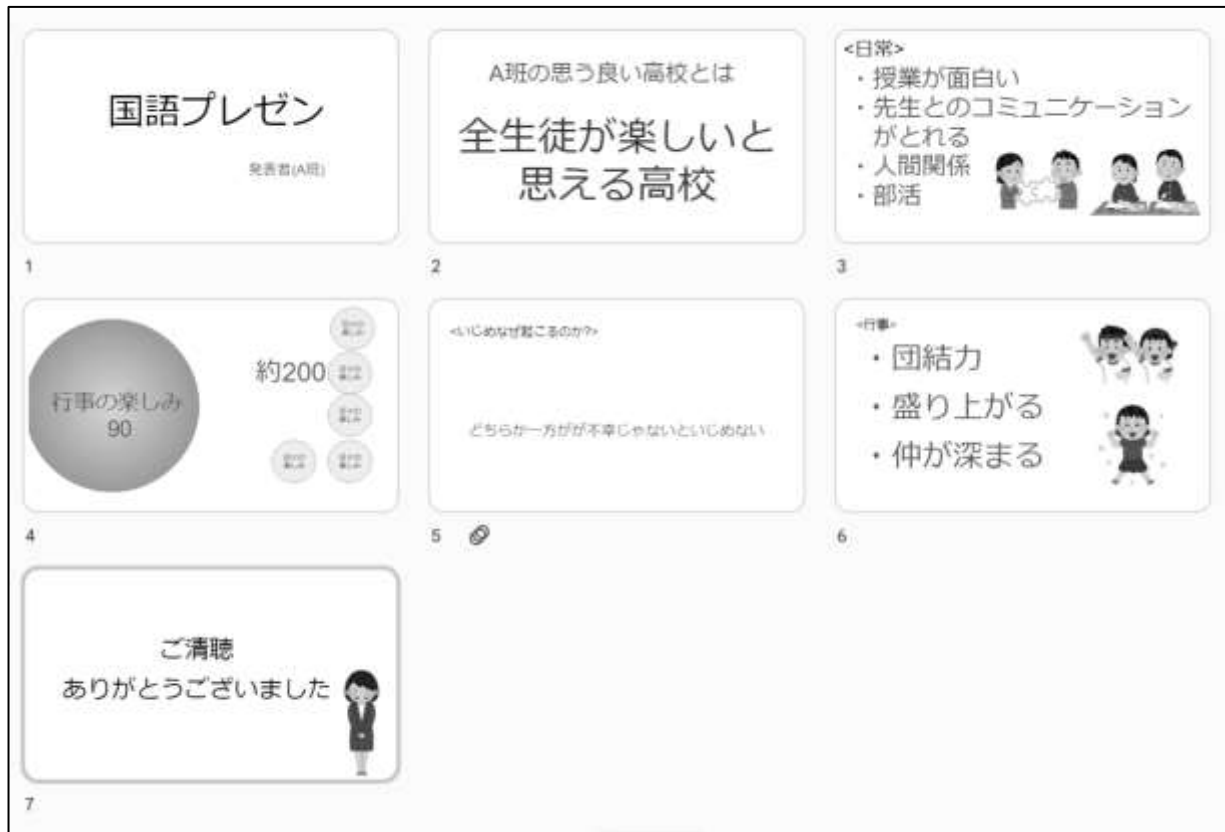 国語プレゼン
発表者(A班)
1
A班の思う良い高校とは
全生徒が楽しいと
思える高校
2
<日常>
・授業が面白い
・先生とのコミュニケーション
がとれる
・人間関係
・部活
3
行事の楽しみ
90
約200
4
<いじめなぜ起こるのか?>
どちらか一方がが不幸じゃないといじめない
5
<行事>
・団結力
・盛り上がる
・仲が深まる
6
ご清聴
ありがとうございました
7